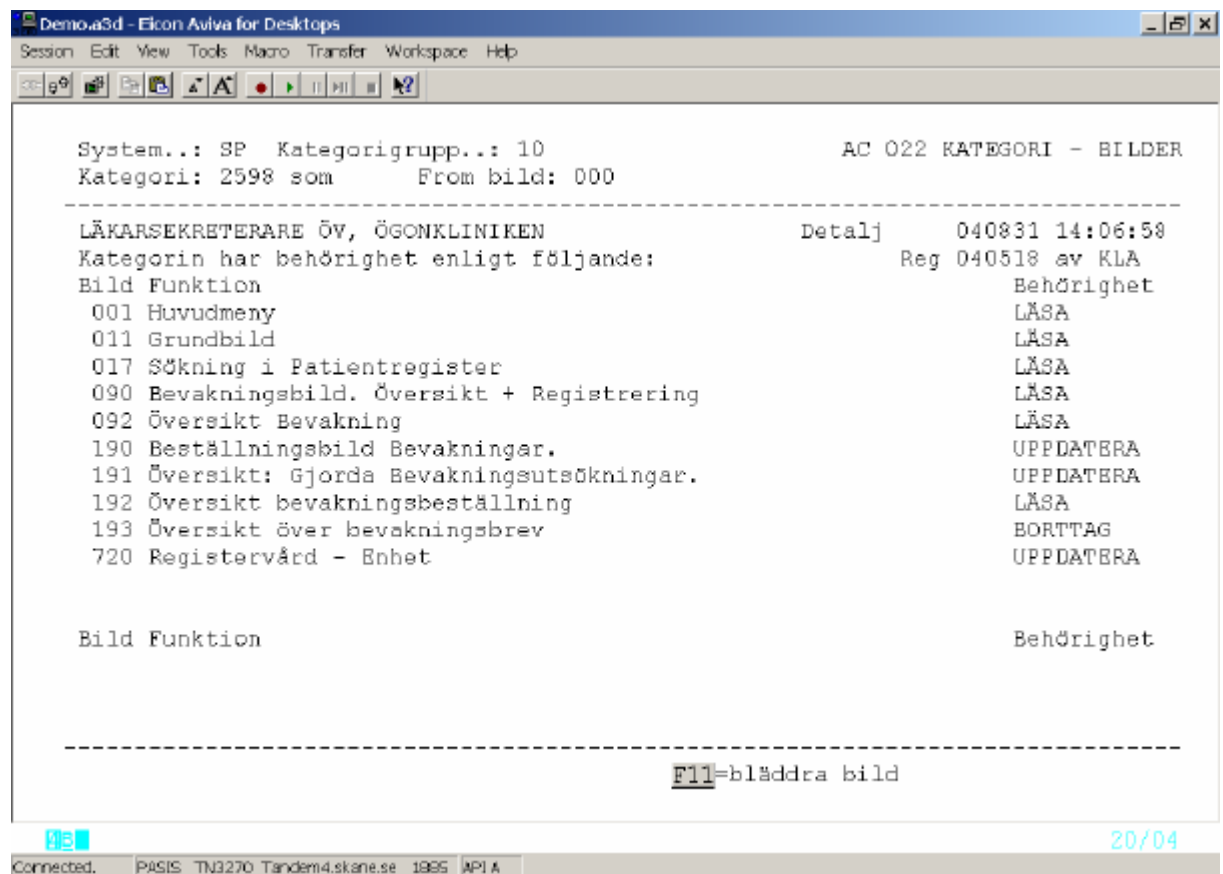 Demo.a3d - Eicon Aviva for Desktops
Session Edit View Tools Macro Transfer Workspace Help
System..: SP Kategorigrupp..: 10 AC 022 KATEGORI - BILDER
Kategori: 2598 som From bild: 000
LÄKARSEKRETERARE ÖV, ÖGONKLINIKEN Detalj 040831 14:06:58
Kategorin har behörighet enligt följande: Reg 040518 av KLA
Bild Funktion Behörighet
001 Huvudmeny LÄSA
011 Grundbild LÄSA
017 Sökning i Patientregister LÄSA
090 Bevakningsbild. Översikt + Registrering LÄSA
092 Översikt Bevakning LÄSA
190 Beställningsbild Bevakningar. UPPDATERA
191 Översikt: Gjorda Bevakningsutsökningar. UPPDATERA
192 Översikt bevakningsbeställning LÄSA
193 Översikt över bevakningsbrev BORTTAG
720 Registervård - Enhet UPPDATERA
Bild Funktion Behörighet
F11=bläddra bild
20/04
Connected. PASIS TN3270 Tandem4.skane.se 1885 APLA